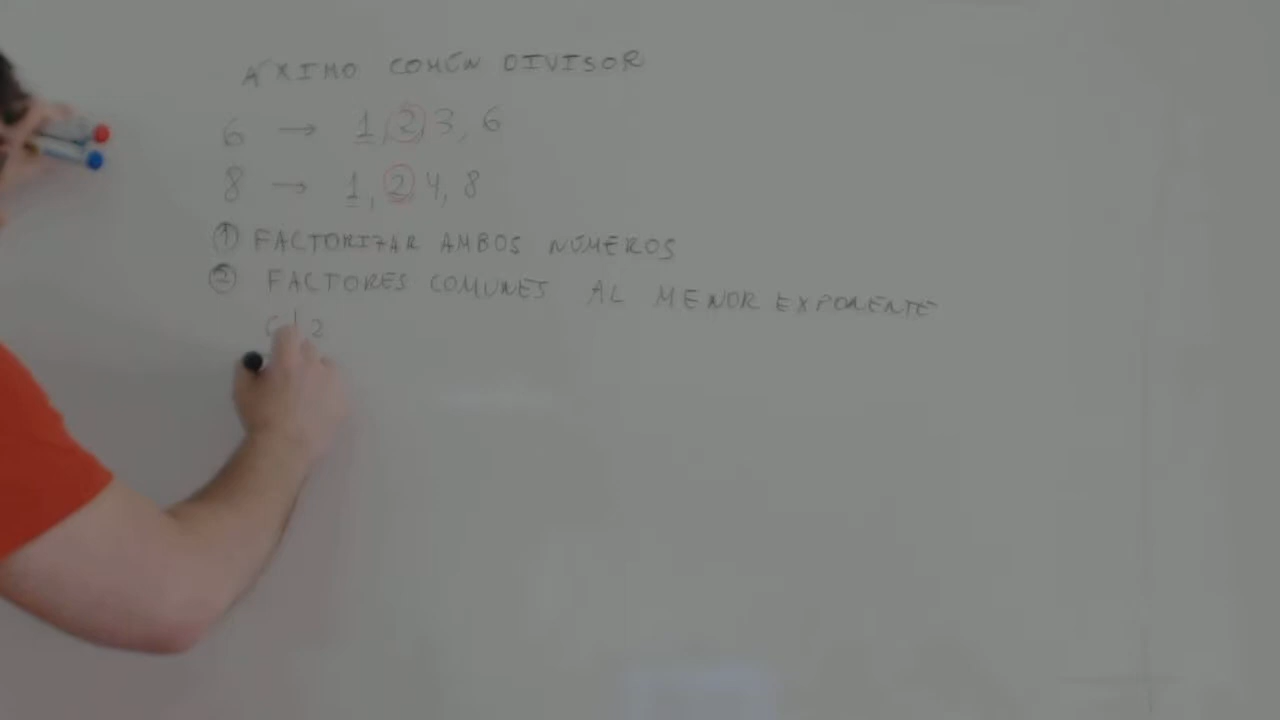 ÁXIMO COMÚN DIVISOR
6 → 1, 2, 3, 6
8 → 1, 2 4, 8
① FACTORIZAR AMBOS NÚMEROS
② FACTORES COMUNES AL MENOR EXPONENTE
6 | 2